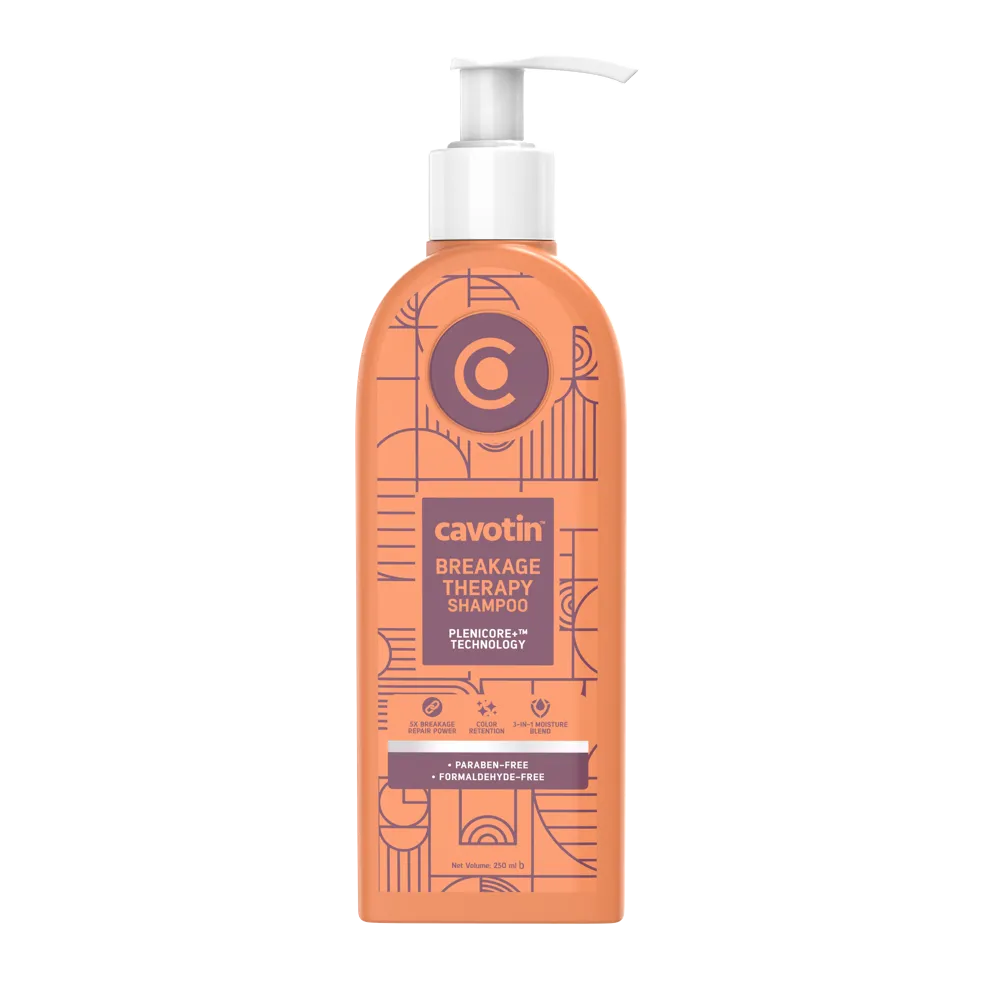 cavotin™
BREAKAGE
THERAPY
SHAMPOO
PLENICORE+™
TECHNOLOGY
5X BREAKAGE
REPAIR POWER
COLOR
RETENTION
3-IN-1 MOISTURE
BLEND
• PARABEN-FREE
• FORMALDEHYDE-FREE
Net Volume: 250 ml b